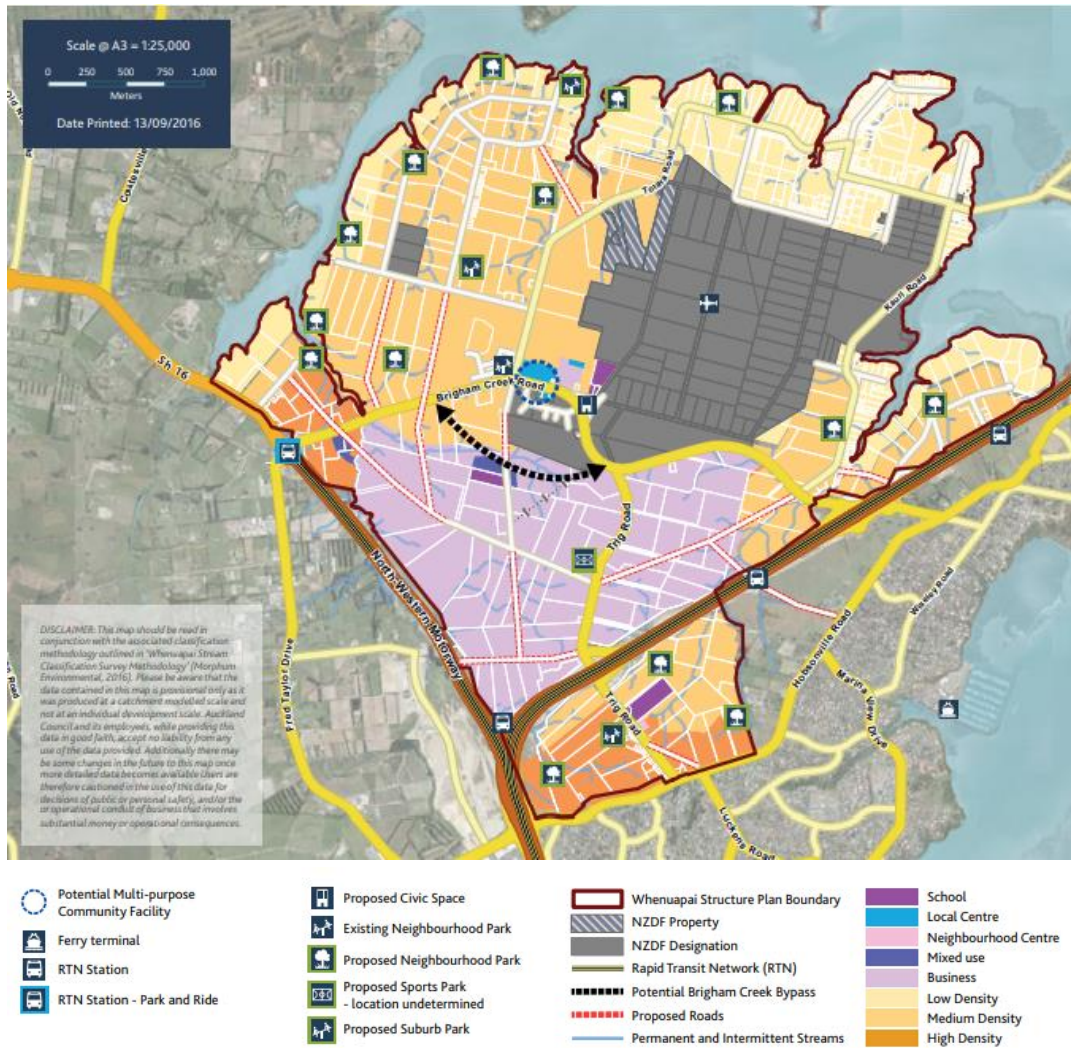 Scale @ A3 = 1:25,000
0 250 500 750 1,000
Meters
Date Printed: 13/09/2016
Coatesville
Totara Road
Kauri Road
Sh 16
Brigham Creek Road
Trig Road
North Western Motorway
Fred Taylor Drive
Wiseley Road
Hobsonville Road
Marina View Drive
Trig Road
Luckens Road
DISCLAIMER: This map should be read in
conjunction with the associated classification
methodology outlined in 'Whenuapai Stream
Classification Survey Methodology' (Morphum
Environmental, 2016). Please be aware that the
data contained in this map is provisional only as it
was produced at a catchment modelled scale and
not at an individual development scale. Auckland
Council and its employees, while providing this
data in good faith, accept no liability from any
use of the data provided. Additionally there may
be some changes in the future to this map once
more detailed data becomes available Users are
therefore cautioned in the use of this data for
decisions of public or personal safety, and/or the
or operational conduct of business that involves
substantial money or operational consequences.
Potential Multi-purpose
Community Facility
Ferry terminal
RTN Station
RTN Station - Park and Ride
Proposed Civic Space
Existing Neighbourhood Park
Proposed Neighbourhood Park
Proposed Sports Park
- location undetermined
Proposed Suburb Park
Whenuapai Structure Plan Boundary
NZDF Property
NZDF Designation
Rapid Transit Network (RTN)
Potential Brigham Creek Bypass
Proposed Roads
Permanent and Intermittent Streams
School
Local Centre
Neighbourhood Centre
Mixed use
Business
Low Density
Medium Density
High Density